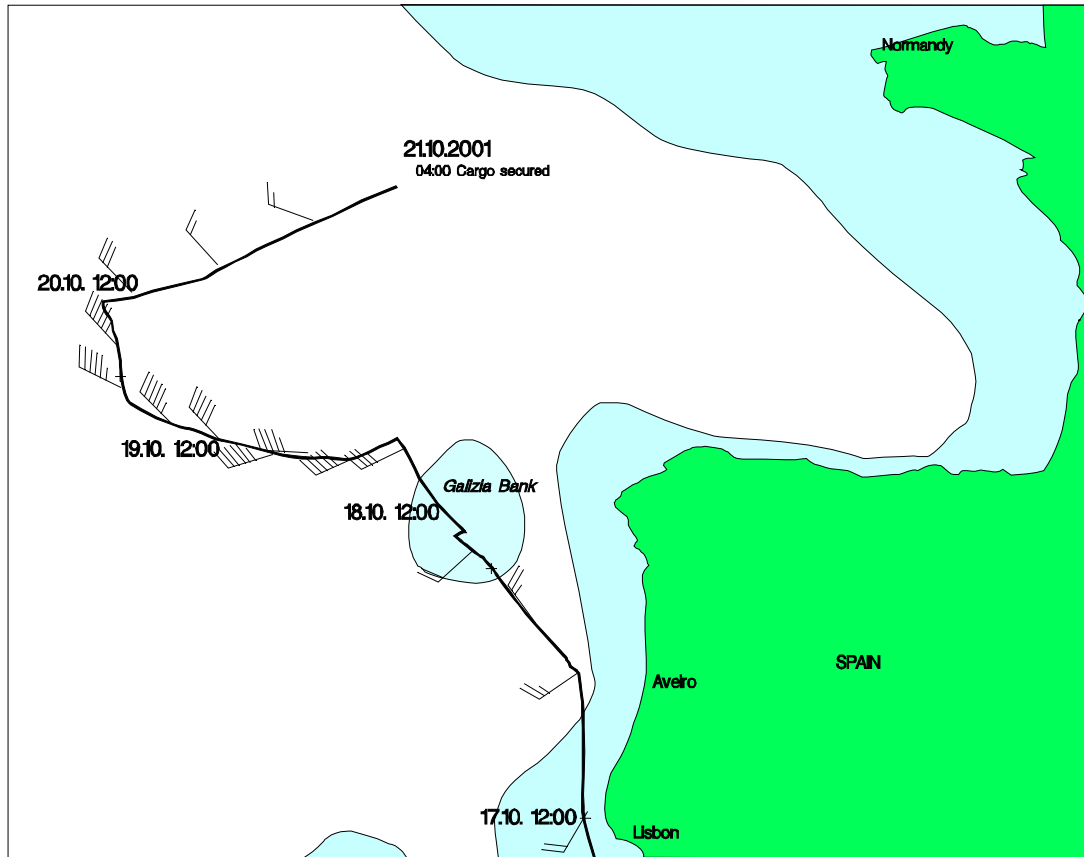 Normandy
21.10.2001
04:00 Cargo secured
20.10. 12:00
19.10. 12:00
Galizia Bank
18.10. 12:00
SPAIN
Aveiro
17.10. 12:00
Lisbon